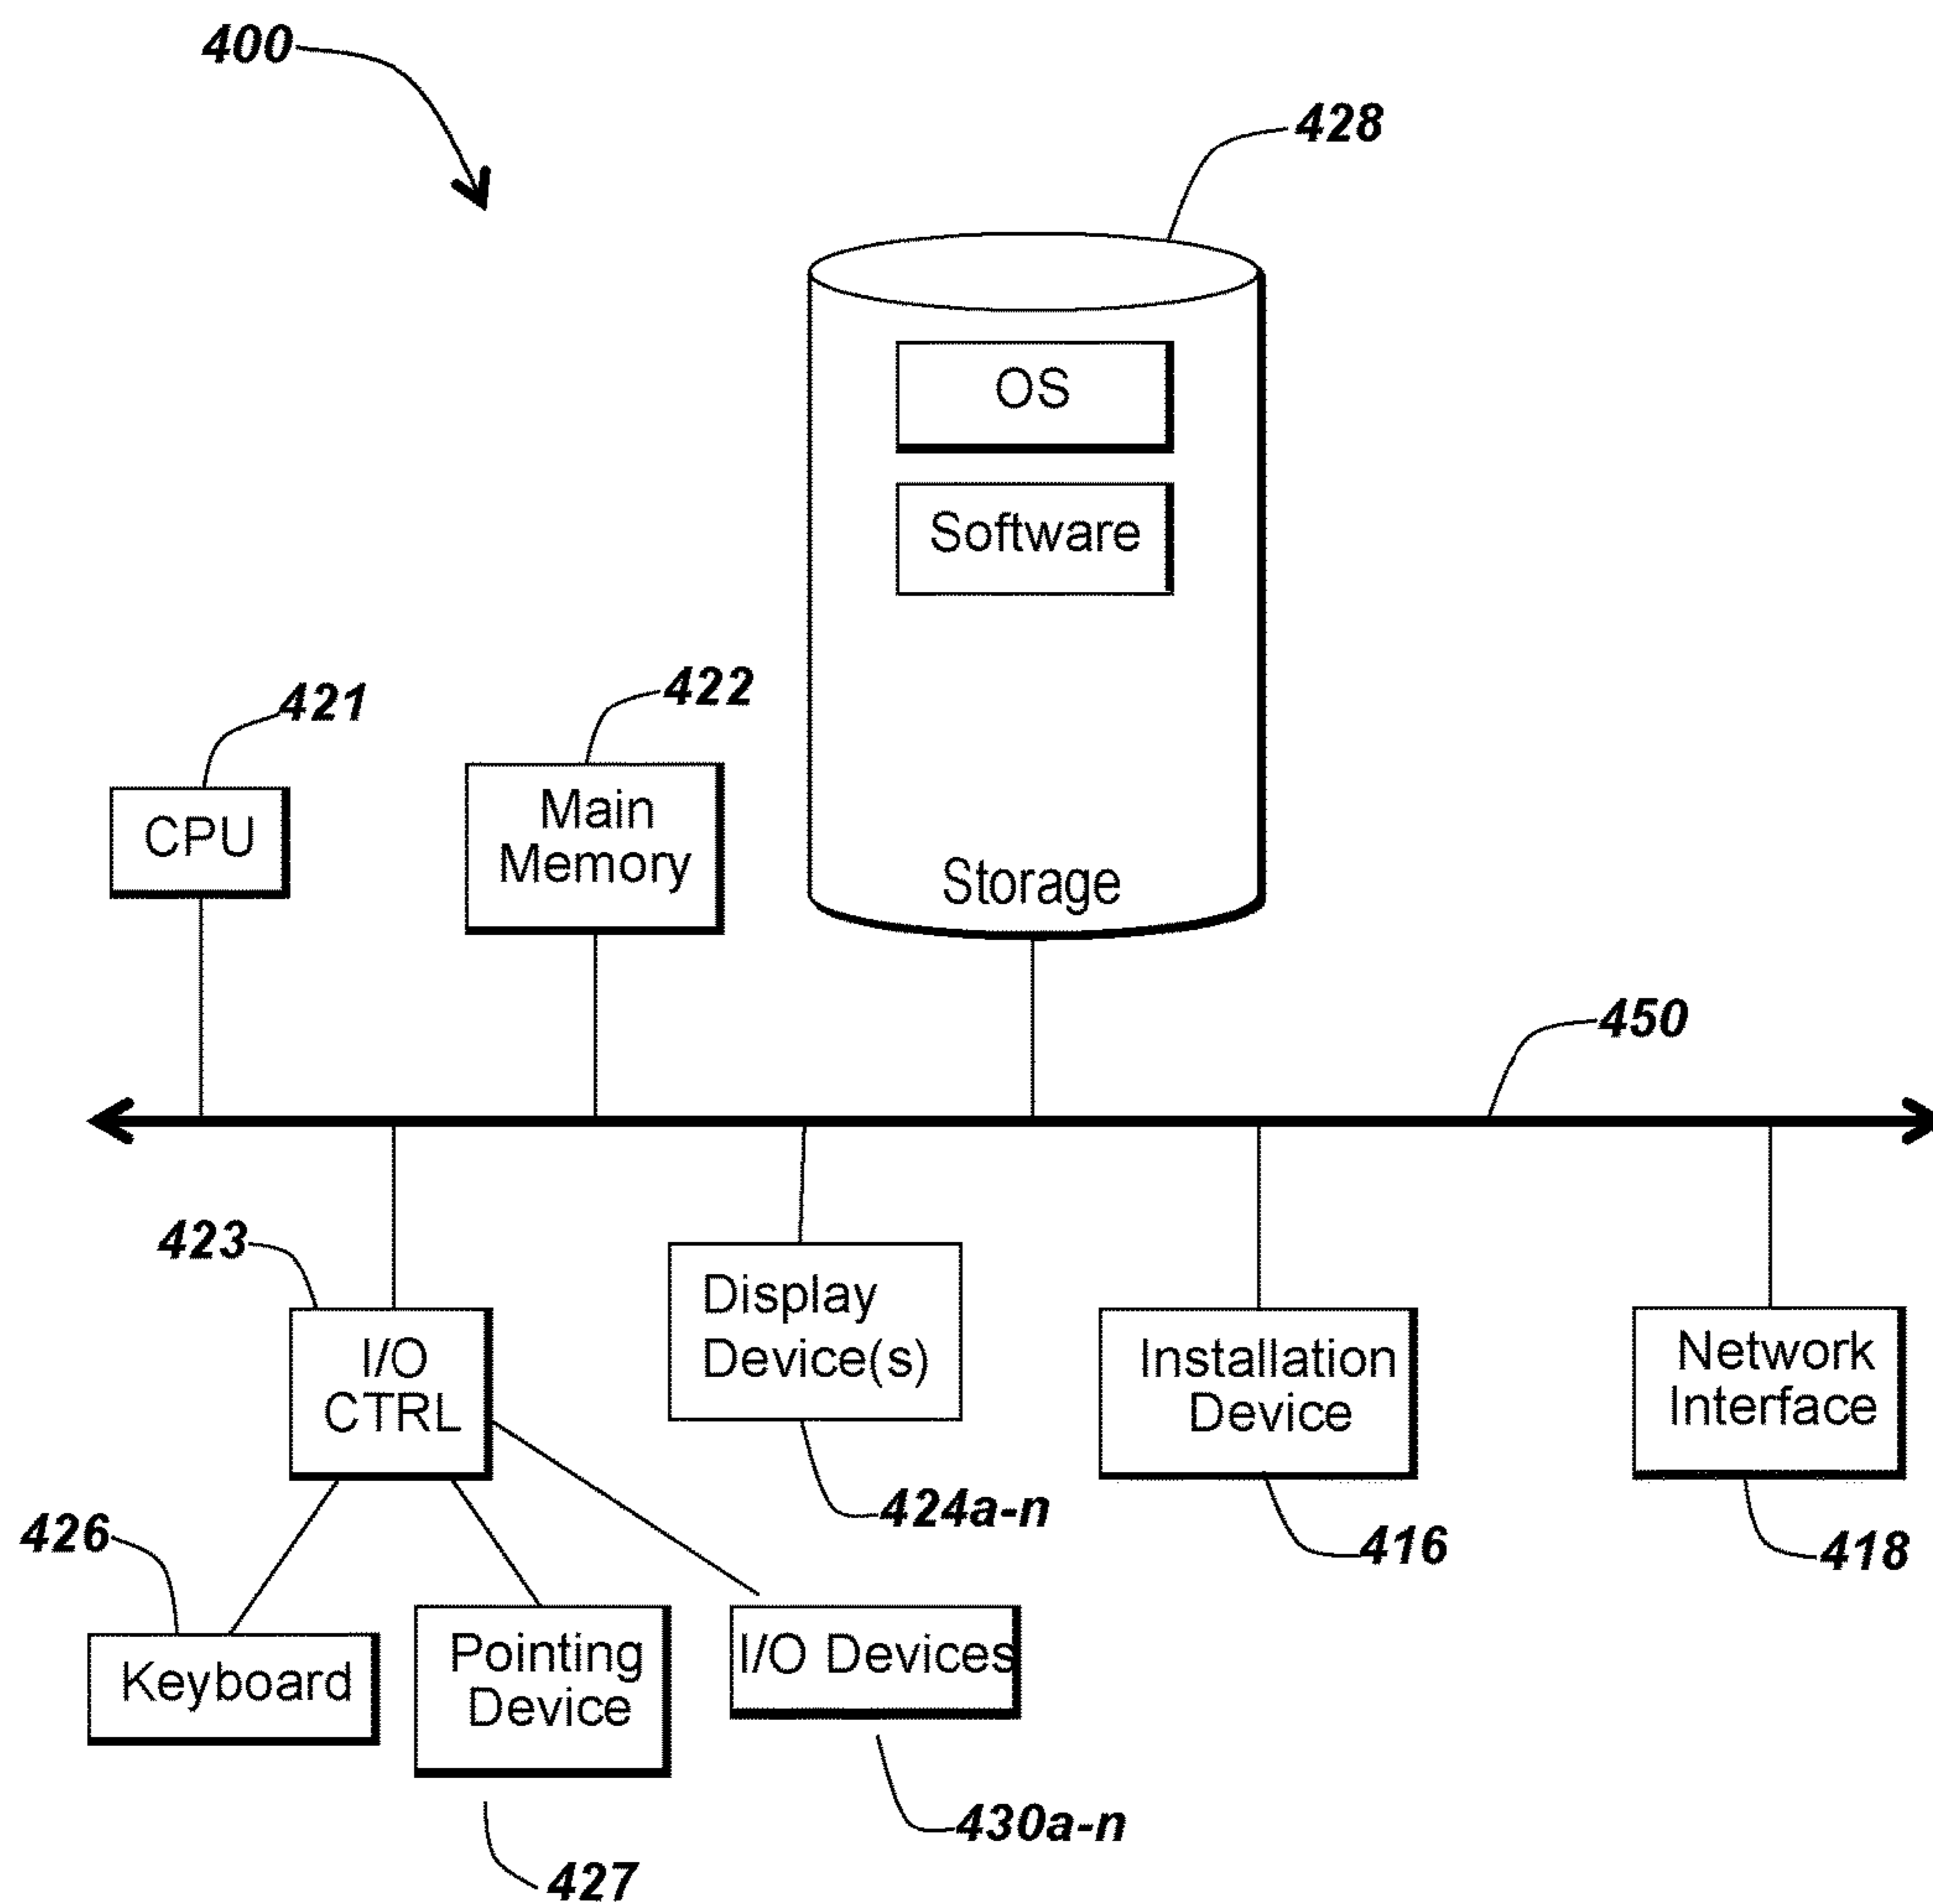 400
428
OS
Software
421
422
CPU
Main
Memory
Storage
450
423
I/O
CTRL
Display
Device(s)
Installation
Device
Network
Interface
424a-n
416
418
426
Keyboard
Pointing
Device
I/O Devices
430a-n
427